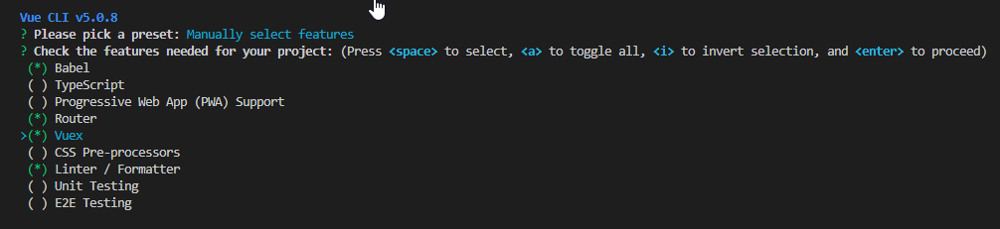 Vue CLI v5.0.8
? Please pick a preset: Manually select features
? Check the features needed for your project: (Press <space> to select, <a> to toggle all, <i> to invert selection, and <enter> to proceed)
(*) Babel
( ) TypeScript
( ) Progressive Web App (PWA) Support
(*) Router
>(*) Vuex
( ) CSS Pre-processors
(*) Linter / Formatter
( ) Unit Testing
( ) E2E Testing